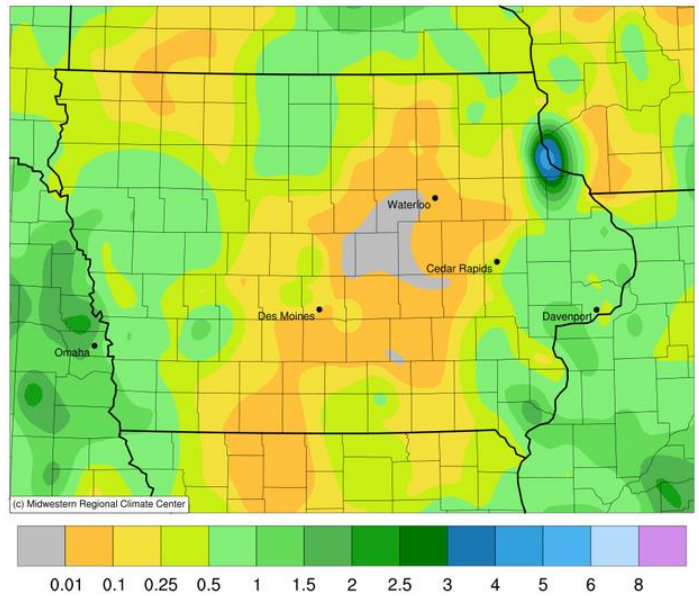 Waterloo
Cedar Rapids
Des Moines
Davenport
Omaha
(c) Midwestern Regional Climate Center
0.01 0.1 0.25 0.5 1 1.5 2 2.5 3 4 5 6 8